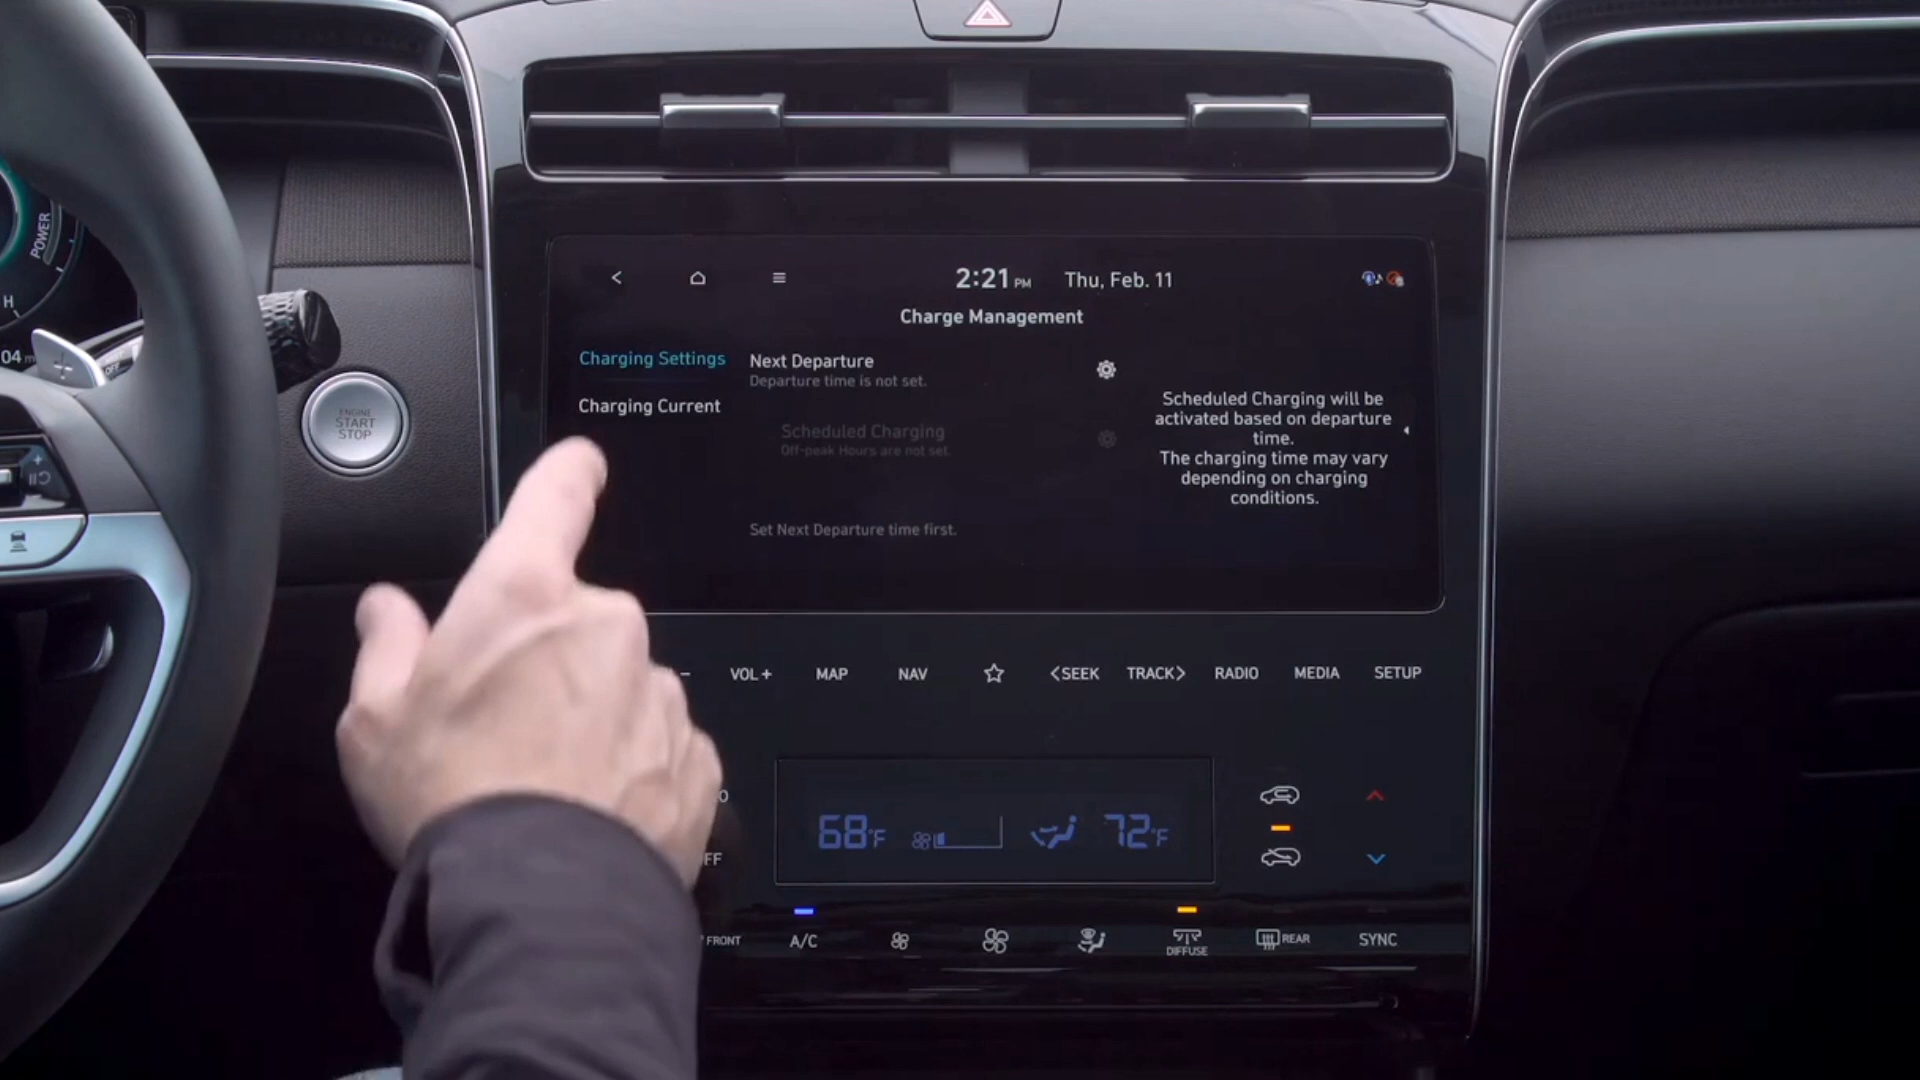 2:21 PM Thu, Feb. 11
Charge Management
Charging Settings
Charging Current
Next Departure
Departure time is not set.
Scheduled Charging
Off-peak Hours are not set.
Set Next Departure time first.
Scheduled Charging will be
activated based on departure
time.
The charging time may vary
depending on charging
conditions.
POWER
H
04
OFF
ENGINE
START
STOP
VOL +
MAP
NAV
<SEEK
TRACK>
RADIO
MEDIA
SETUP
68°F
72°F
FRONT
A/C
DIFFUSE
REAR
SYNC